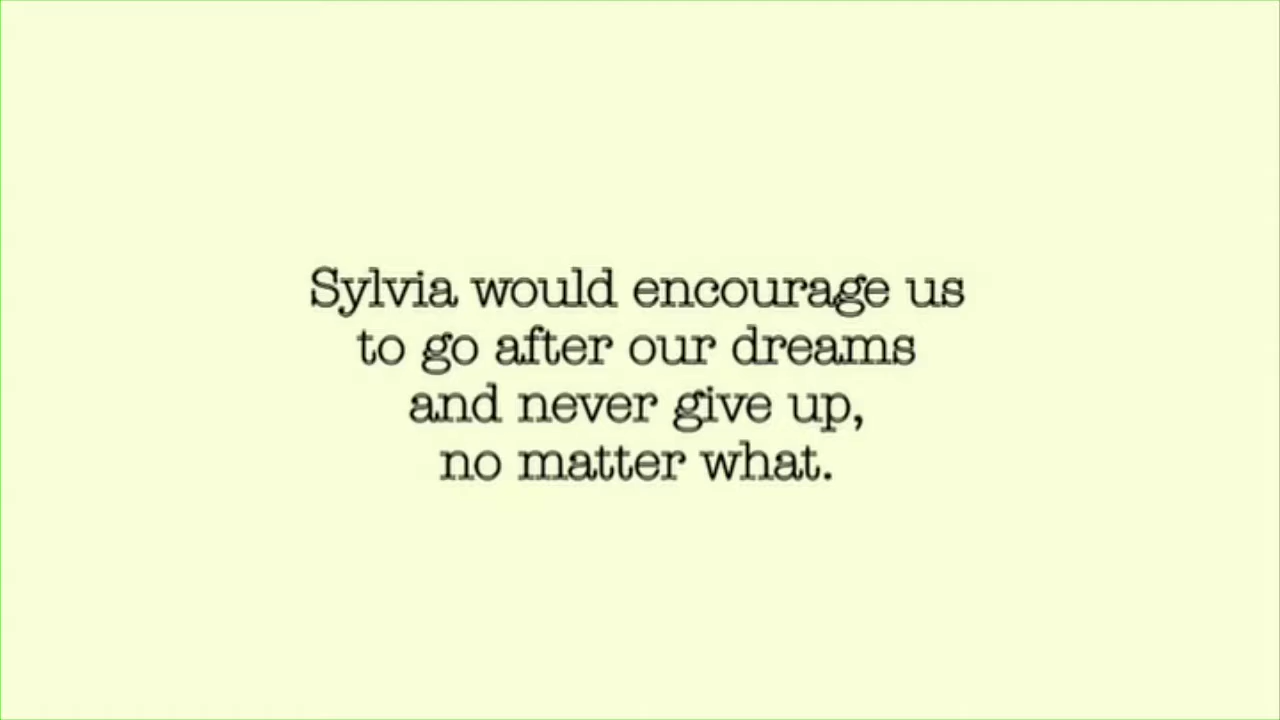 Sylvia would encourage us
to go after our dreams
and never give up,
no matter what.